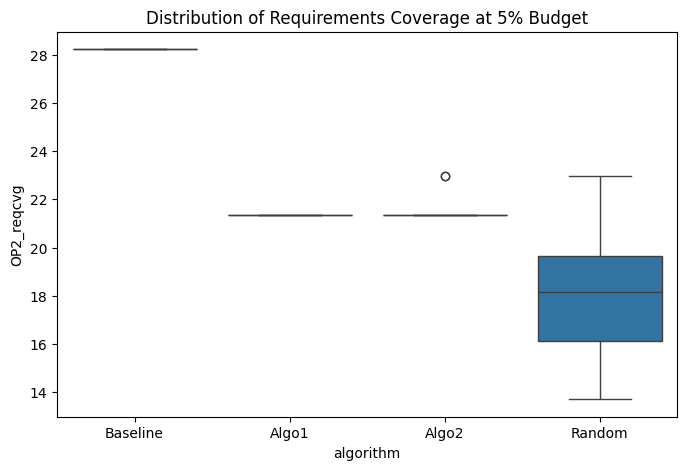 Distribution of Requirements Coverage at 5% Budget
28
26
24
22
20
18
16
14
OP2_reqcvg
Baseline
Algo1
Algo2
Random
algorithm